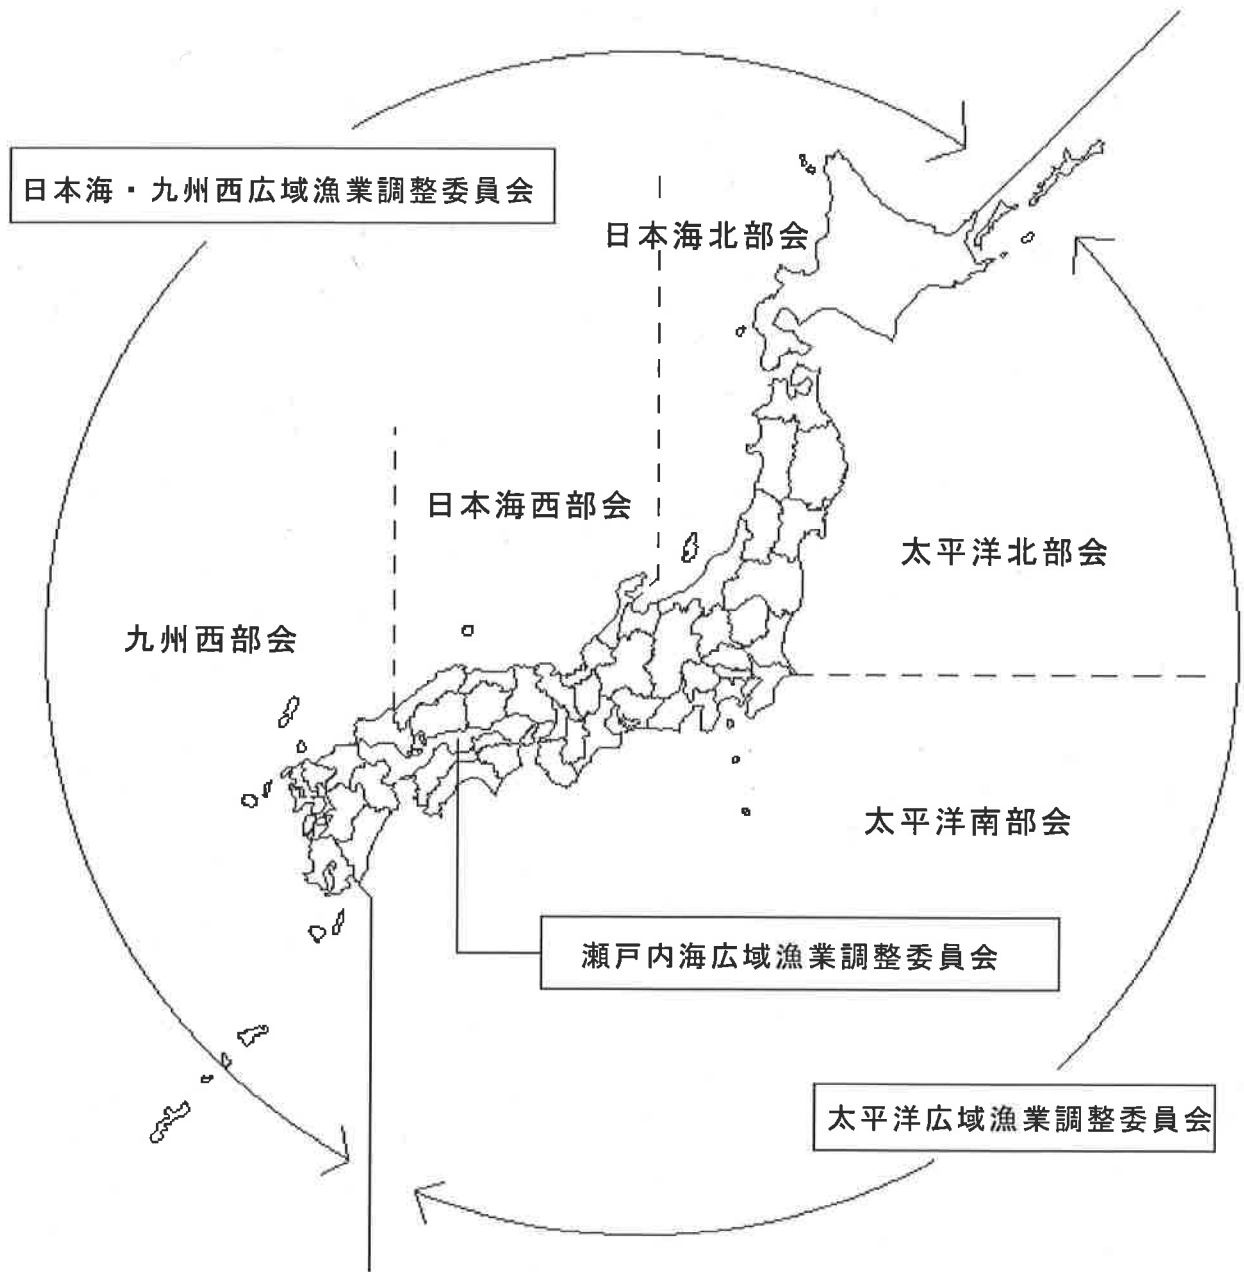 日本海・九州西広域漁業調整委員会
日本海北部会
日本海西部会
太平洋北部会
九州西部会
太平洋南部会
瀬戸内海広域漁業調整委員会
太平洋広域漁業調整委員会